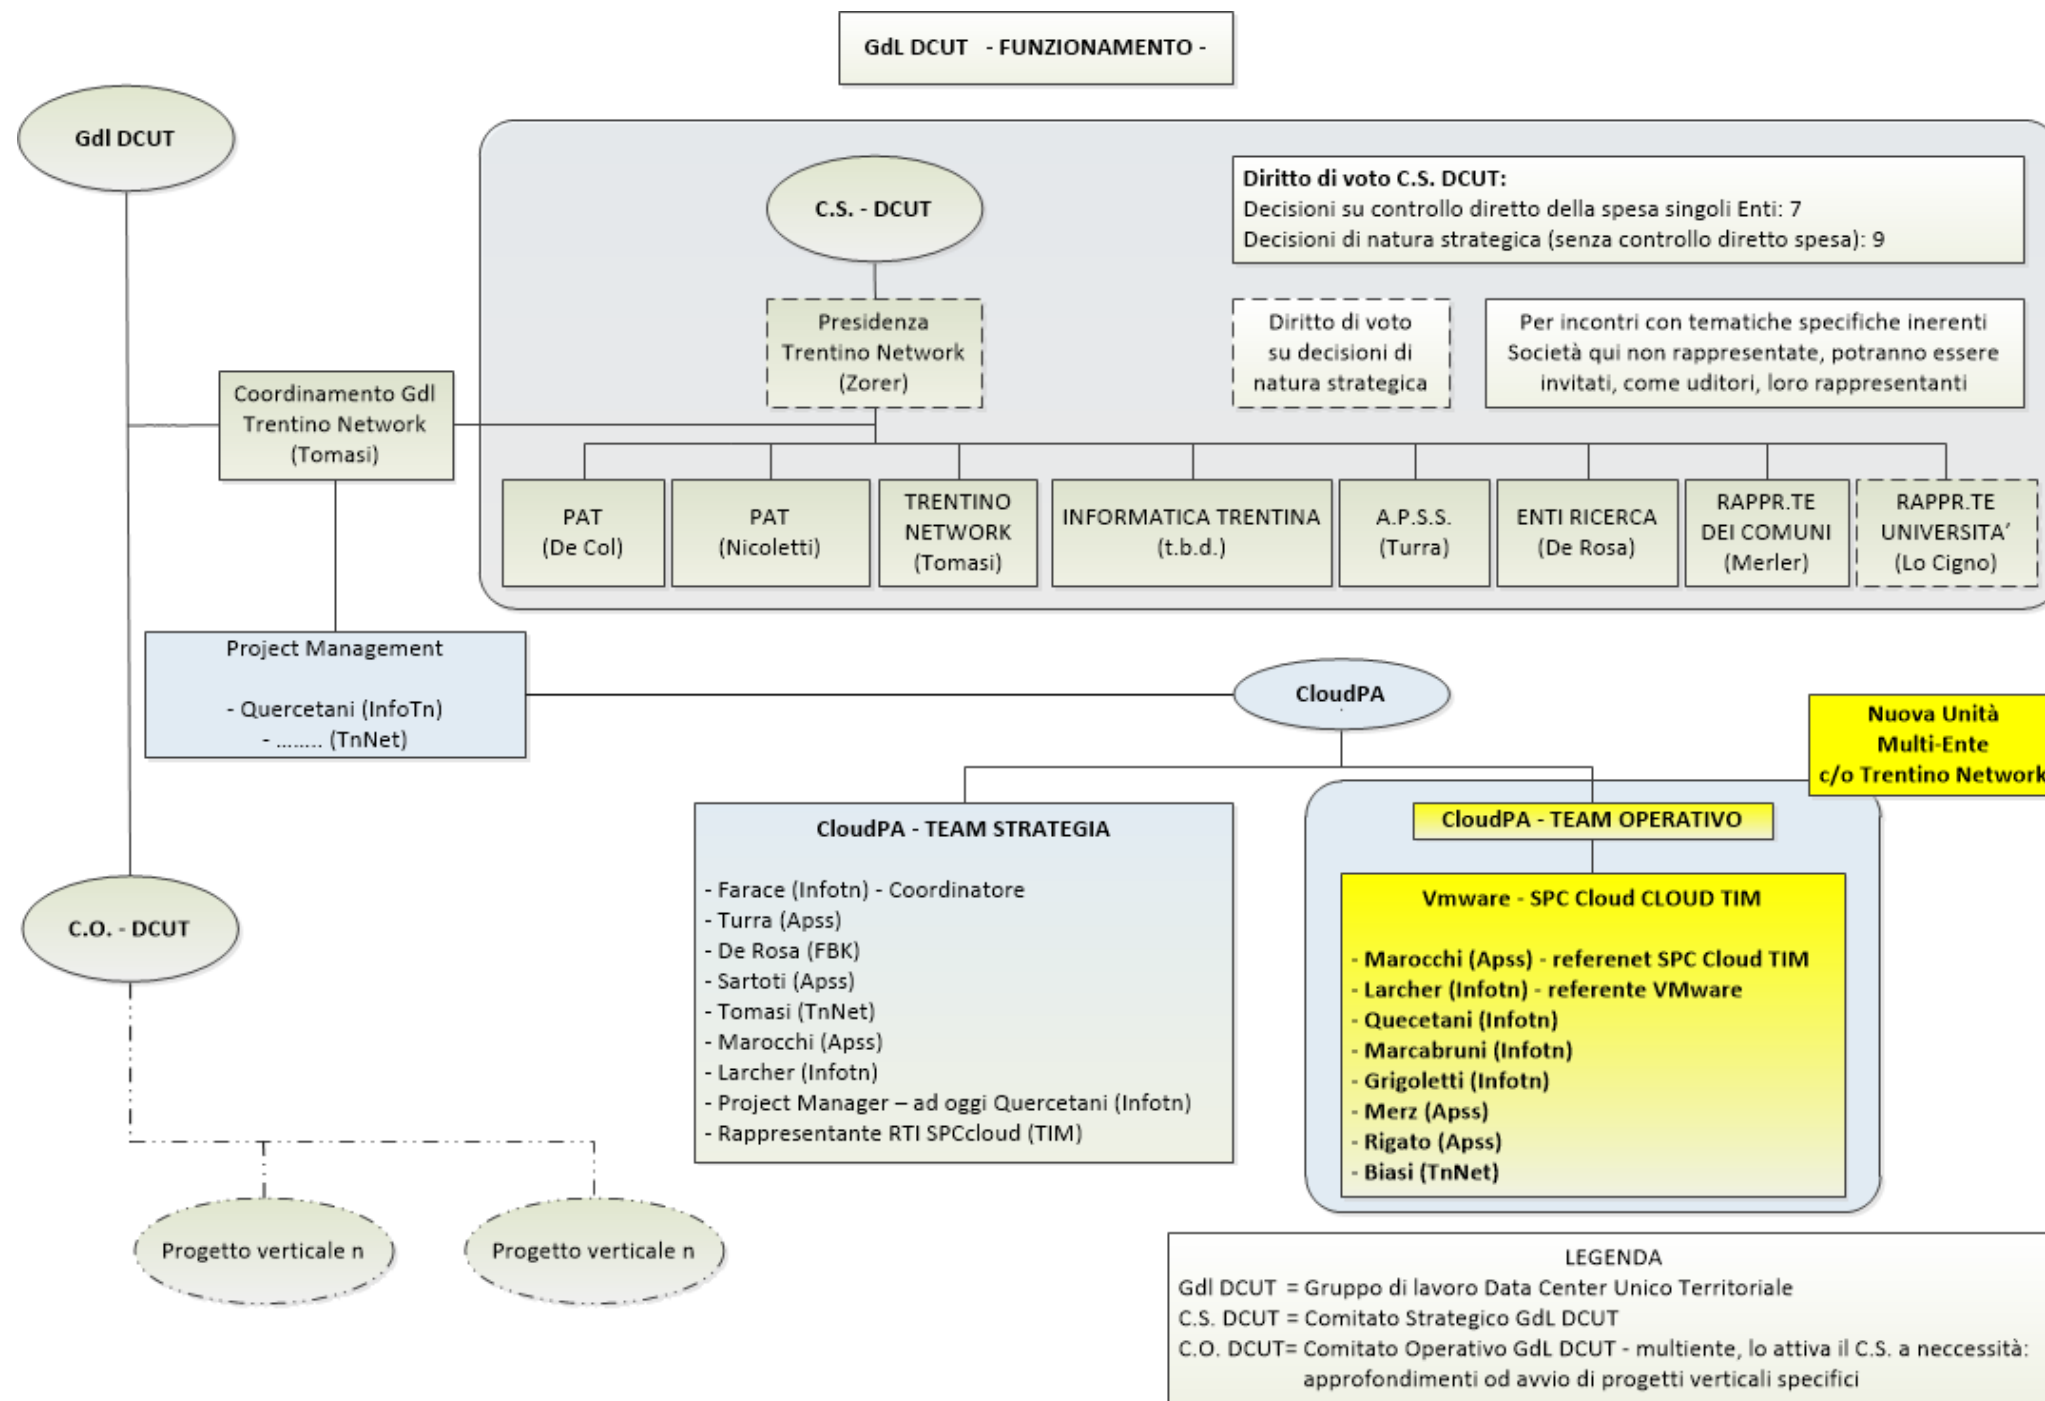 GdL DCUT - FUNZIONAMENTO -
Gdl DCUT
C.S. - DCUT
Diritto di voto C.S. DCUT:
Decisioni su controllo diretto della spesa singoli Enti: 7
Decisioni di natura strategica (senza controllo diretto spesa): 9
Presidenza
Trentino Network
(Zorer)
Diritto di voto
su decisioni di
natura strategica
Per incontri con tematiche specifiche inerenti
Società qui non rappresentate, potranno essere
invitati, come uditori, loro rappresentanti
Coordinamento Gdl
Trentino Network
(Tomasi)
PAT
(De Col)
PAT
(Nicoletti)
TRENTINO
NETWORK
(Tomasi)
INFORMATICA TRENTINA
(t.b.d.)
A.P.S.S.
(Turra)
ENTI RICERCA
(De Rosa)
RAPPR.TE
DEI COMUNI
(Merler)
RAPPR.TE
UNIVERSITA’
(Lo Cigno)
Project Management
- Quercetani (InfoTn)
- ........ (TnNet)
CloudPA
Nuova Unità
Multi-Ente
c/o Trentino Network
CloudPA - TEAM STRATEGIA
- Farace (Infotn) - Coordinatore
- Turra (Apss)
- De Rosa (FBK)
- Sartoti (Apss)
- Tomasi (TnNet)
- Marocchi (Apss)
- Larcher (Infotn)
- Project Manager – ad oggi Quercetani (Infotn)
- Rappresentante RTI SPCcloud (TIM)
CloudPA - TEAM OPERATIVO
Vmware - SPC Cloud CLOUD TIM
- Marocchi (Apss) - referenet SPC Cloud TIM
- Larcher (Infotn) - referente VMware
- Quecetani (Infotn)
- Marcabruni (Infotn)
- Grigoletti (Infotn)
- Merz (Apss)
- Rigato (Apss)
- Biasi (TnNet)
C.O. - DCUT
Progetto verticale n
Progetto verticale n
LEGENDA
Gdl DCUT = Gruppo di lavoro Data Center Unico Territoriale
C.S. DCUT = Comitato Strategico GdL DCUT
C.O. DCUT= Comitato Operativo GdL DCUT - multiente, lo attiva il C.S. a neccessità:
approfondimenti od avvio di progetti verticali specifici